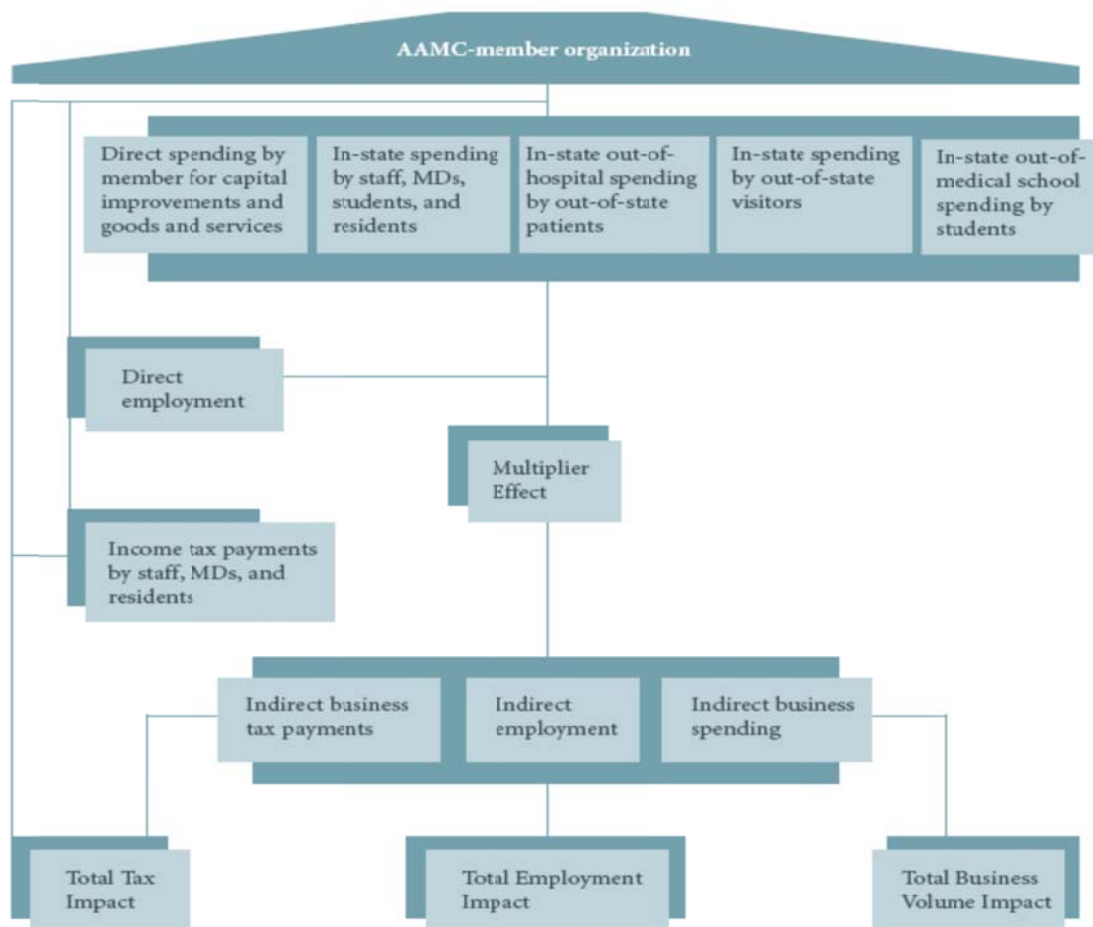 AAMC-member organization
Direct spending by
member for capital
improvements and
goods and services
In-state spending
by staff, MDs,
students, and
residents
In-state out-of-
hospital spending
by out-of-state
patients
In-state spending
by out-of-state
visitors
In-state out-of-
medical school
spending by
students
Direct
employment
Multiplier
Effect
Income tax payments
by staff, MDs, and
residents
Indirect business
tax payments
Indirect
employment
Indirect business
spending
Total Tax
Impact
Total Employment
Impact
Total Business
Volume Impact